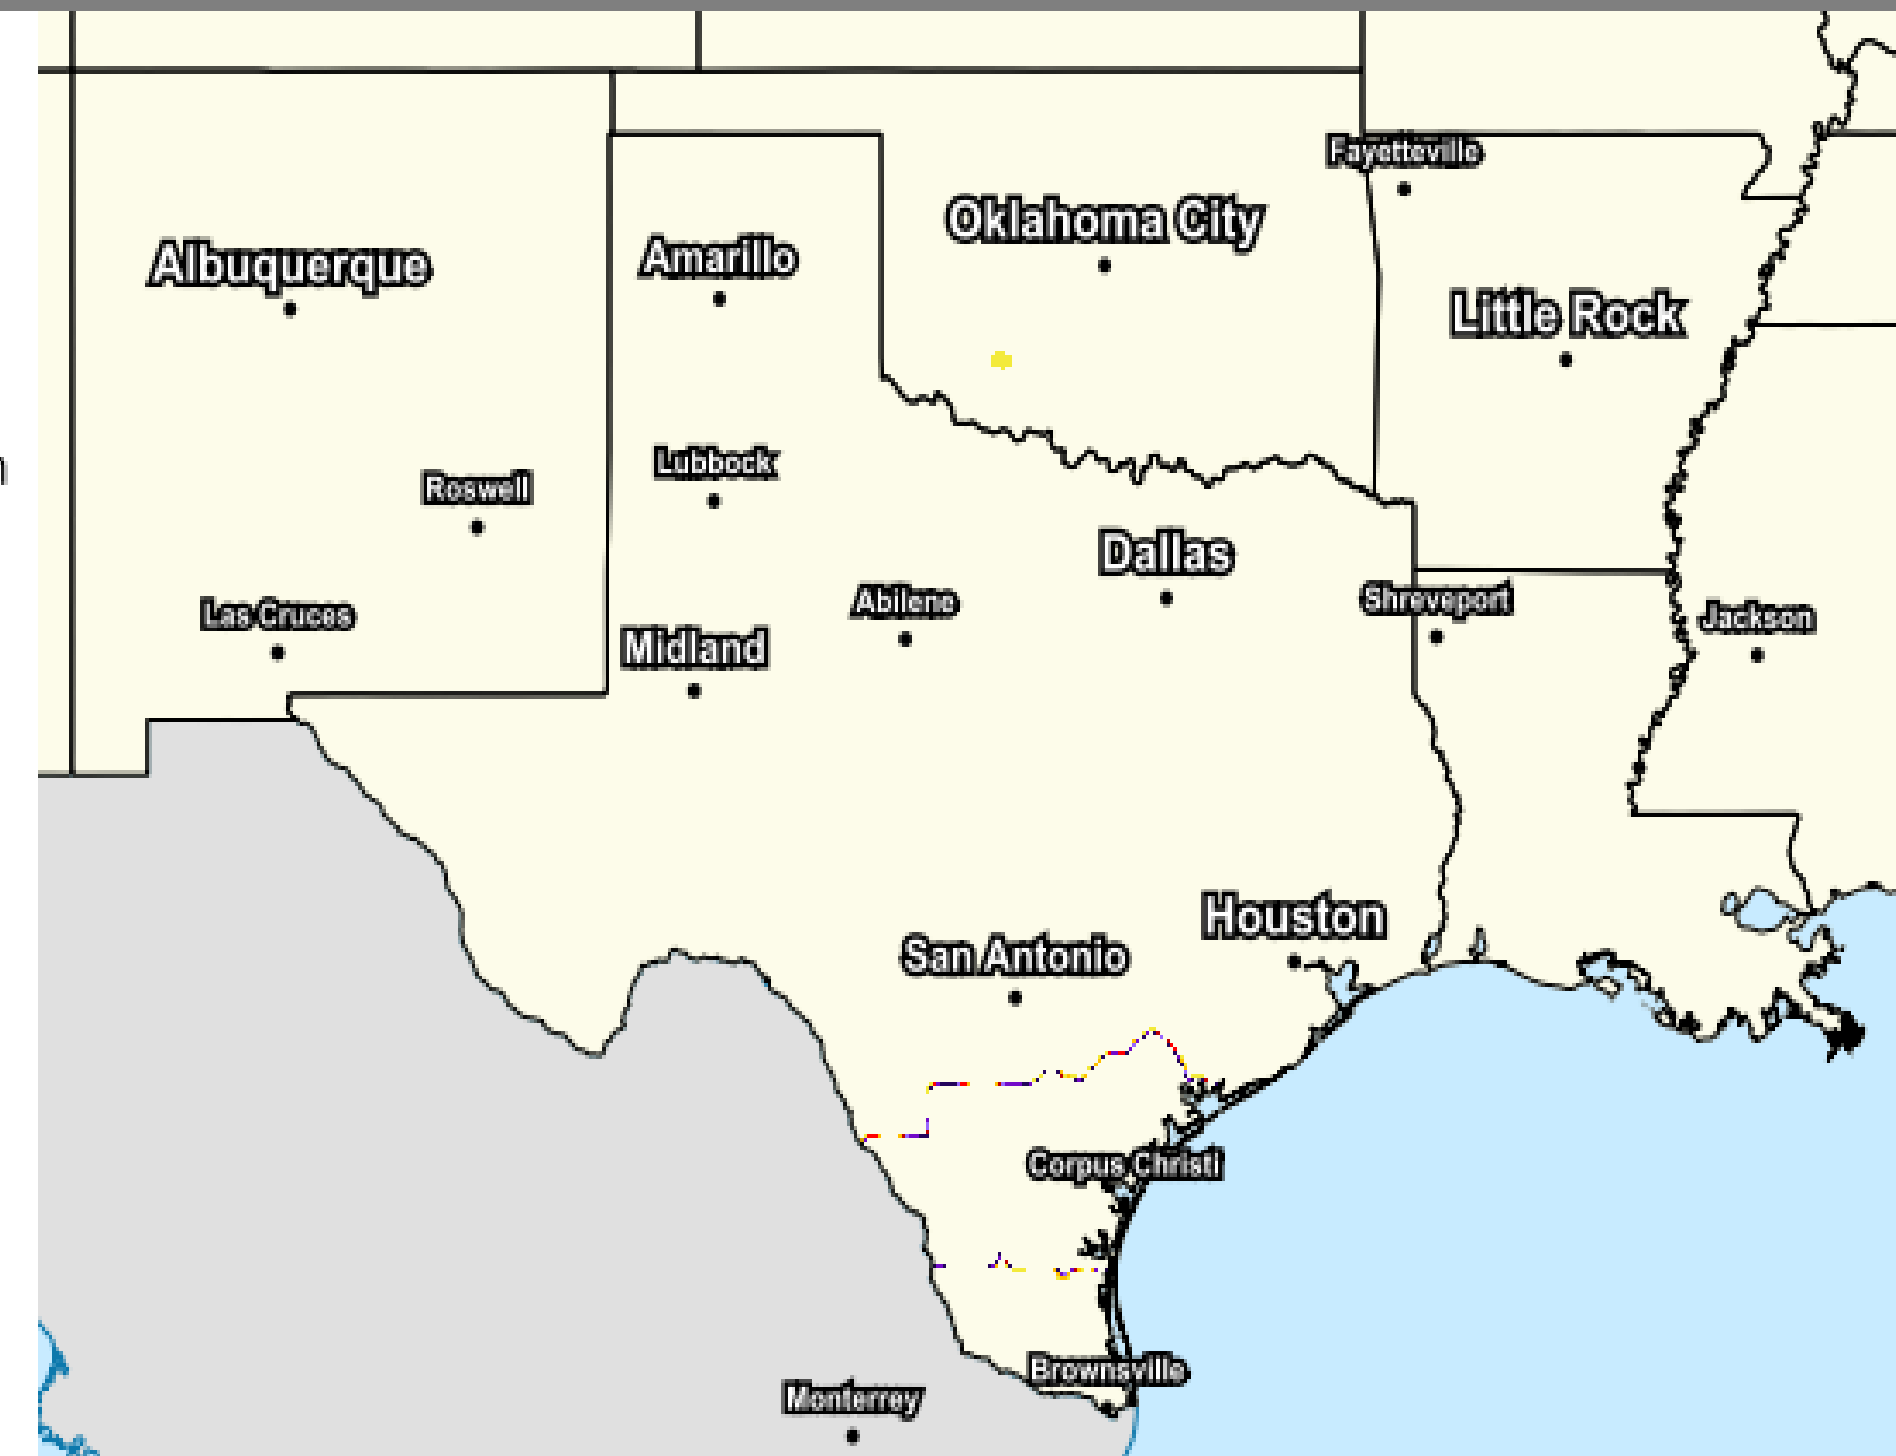 Fayetteville
Oklahoma City
Albuquerque
Amarillo
Little Rock
Lubbock
Roswell
Dallas
Abilene
Shreveport
Las Cruces
Jackson
Midland
Houston
San Antonio
Corpus Christi
Brownsville
Monterrey